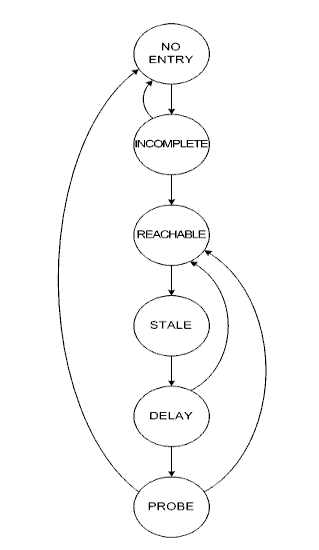 NO
ENTRY
INCOMPLETE
REACHABLE
STALE
DELAY
PROBE